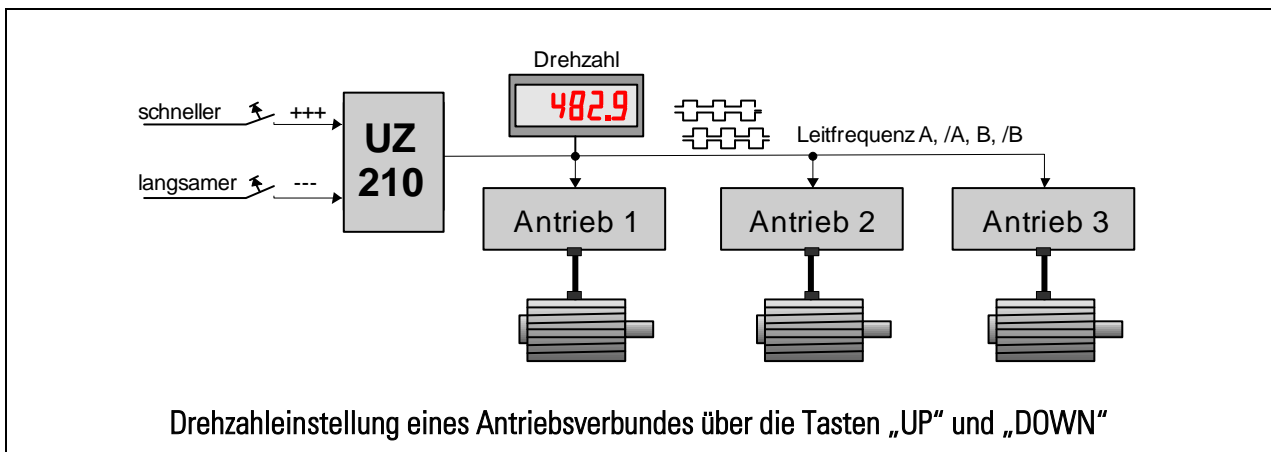 Drehzahl
482.9
schneller +++
langsamer ---
UZ
210
Leitfrequenz A, /A, B, /B
Antrieb 1
Antrieb 2
Antrieb 3
Drehzahleinstellung eines Antriebsverbundes über die Tasten „UP“ und „DOWN“